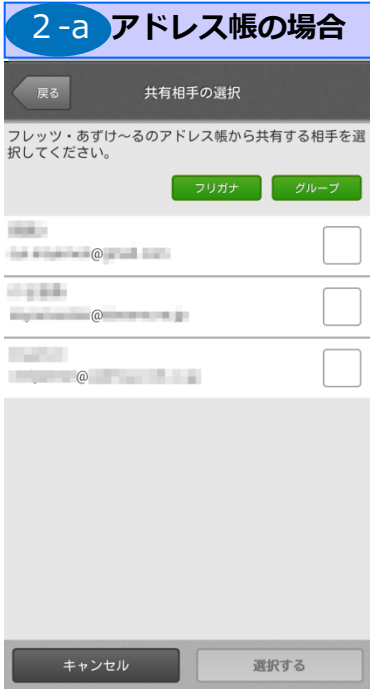 2-a アドレス帳の場合
戻る 共有相手の選択
フレッツ・あずけ～るのアドレス帳から共有する相手を選
択してください。
フリガナ グループ
@
@
@
キャンセル 選択する